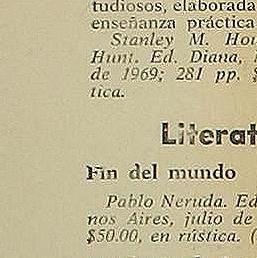 tudiosos, elaborada
enseñanza práctica
Stanley M. Hou
Hunt. Ed. Diana,
de 1969; 281 pp. $
tica.
Literat
Fin del mundo
Pablo Neruda. Ed
nos Aires, julio de
$50.00, en rústica. (